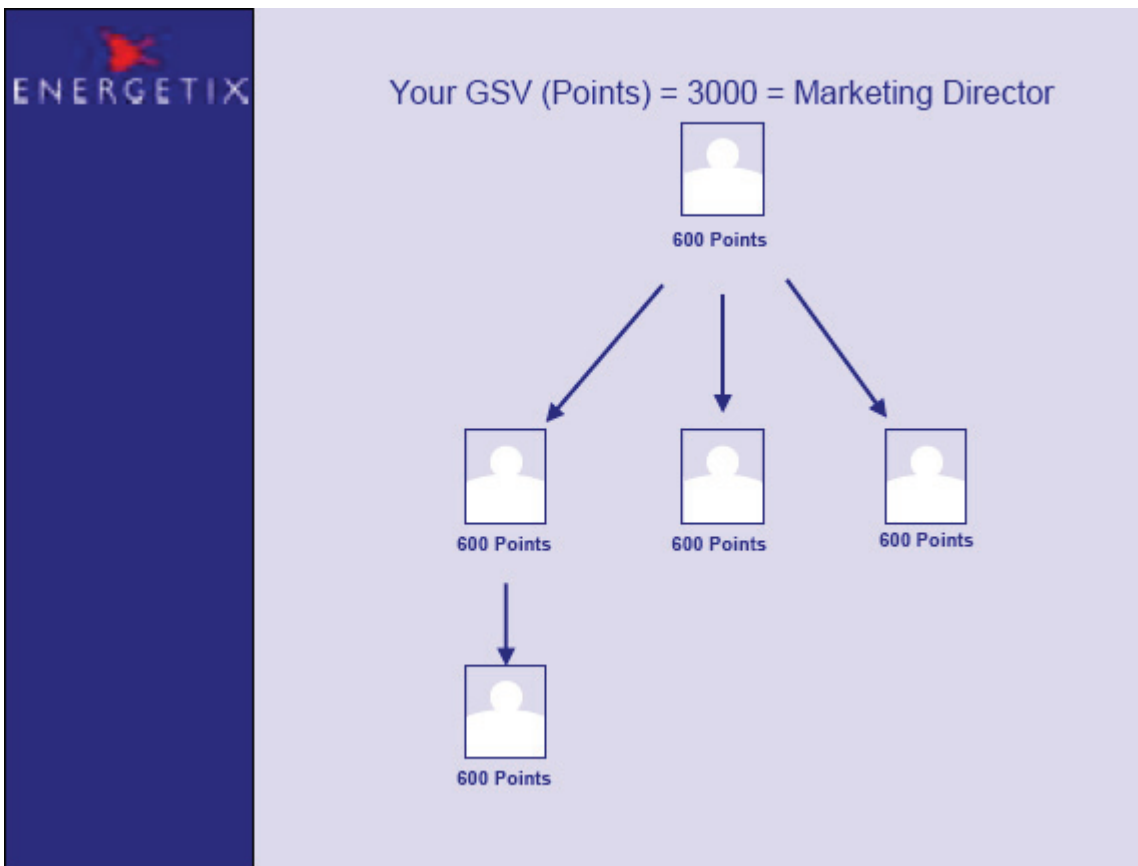 ENERGETIX
Your GSV (Points) = 3000 = Marketing Director
600 Points
600 Points
600 Points
600 Points
600 Points